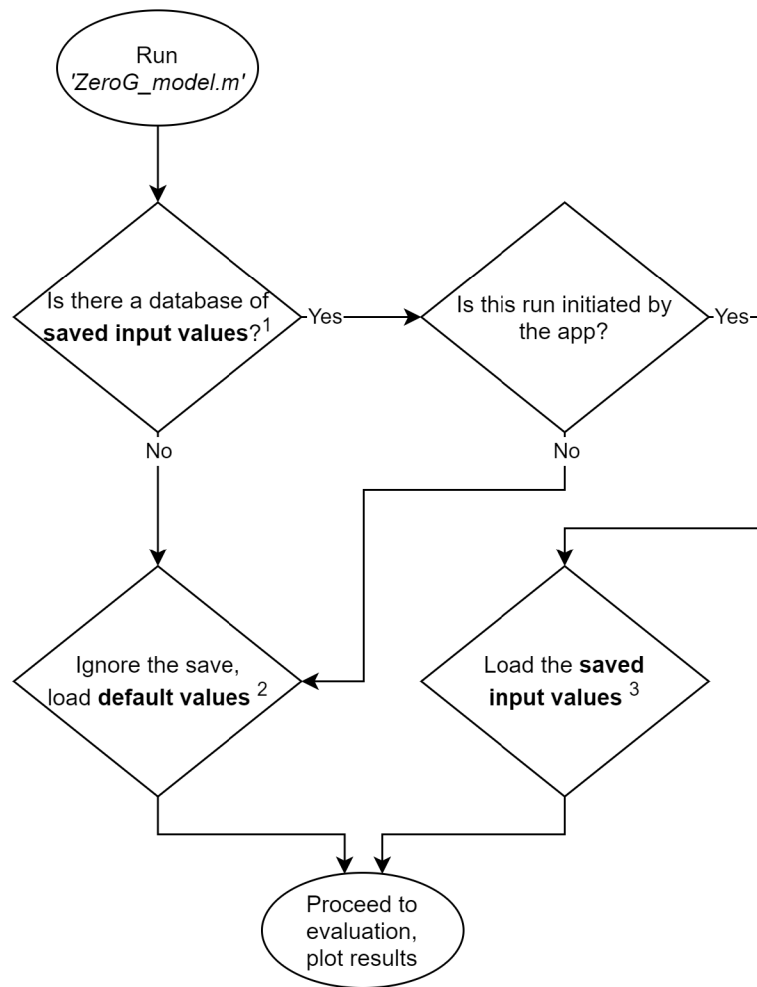 Run
'ZeroG_model.m'
Is there a database of
saved input values?1
Yes
Is this run initiated by
the app?
Yes
No
No
Ignore the save,
load default values 2
Load the saved
input values 3
Proceed to
evaluation,
plot results